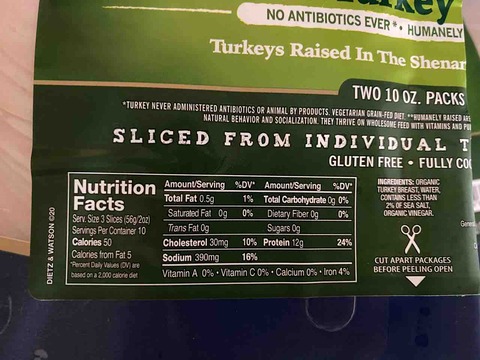 Turkey
NO ANTIBIOTICS EVER*• HUMANELY
Turkeys Raised In The Shenan
TWO 10 OZ. PACKS
*TURKEY NEVER ADMINISTERED ANTIBIOTICS OR ANIMAL BY PRODUCTS. VEGETARIAN GRAIN-FED DIET. **HUMANELY RAISED ARE
NATURAL BEHAVIOR AND SOCIALIZATION. THEY THRIVE ON WHOLESOME FEED WITH VITAMINS AND
SLICED FROM INDIVIDUAL T
GLUTEN FREE • FULLY COO
Nutrition
Facts
Serv. Size 3 Slices (56g/2oz)
Servings Per Container 10
Calories 50
Calories from Fat 5
*Percent Daily Values (DV) are
based on a 2,000 calorie diet
Amount/Serving %DV*
Total Fat 0.5g 1%
Saturated Fat 0g 0%
Trans Fat 0g
Cholesterol 30mg 10%
Sodium 390mg 16%
Amount/Serving %DV*
Total Carbohydrate 0g 0%
Dietary Fiber 0g 0%
Sugars 0g
Protein 12g 24%
Vitamin A 0% • Vitamin C 0% • Calcium 0% • Iron 4%
INGREDIENTS: ORGANIC
TURKEY BREAST, WATER,
CONTAINS LESS THAN
2% OF SEA SALT,
ORGANIC VINEGAR.
CUT APART PACKAGES
BEFORE PEELING OPEN
DIETZ & WATSON ©20